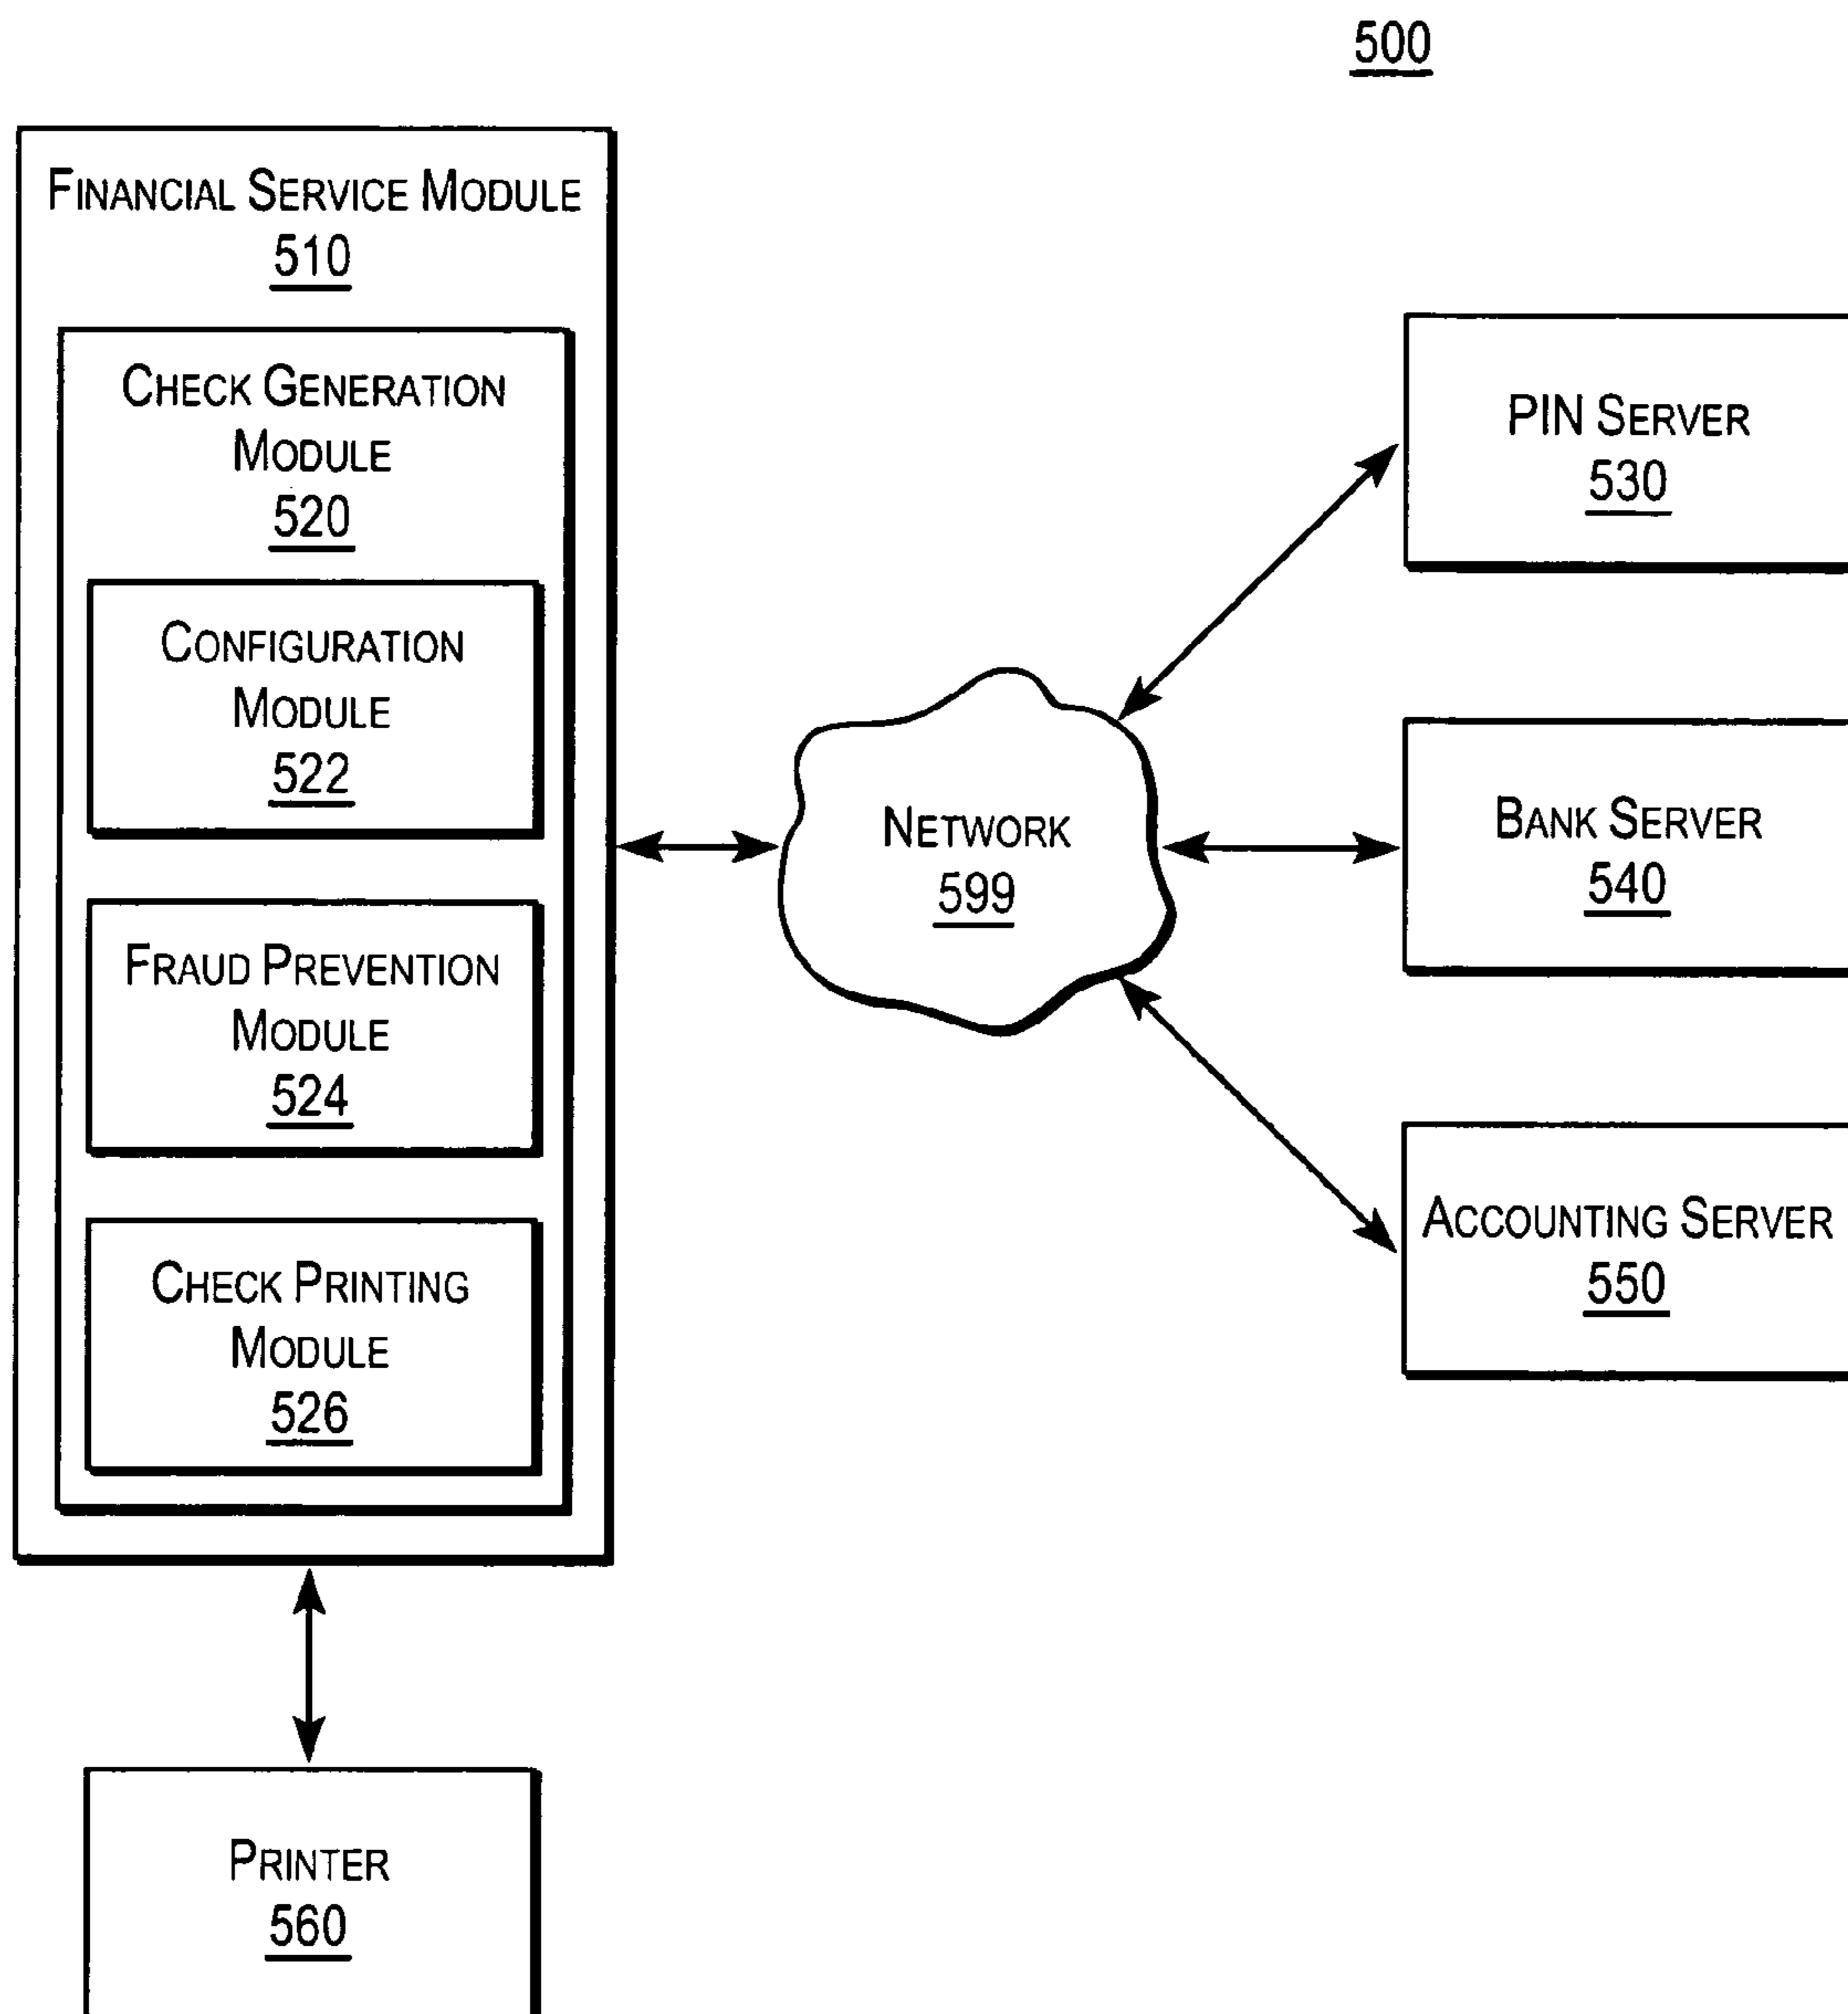 500
FINANCIAL SERVICE MODULE
510
CHECK GENERATION
MODULE
520
CONFIGURATION
MODULE
522
FRAUD PREVENTION
MODULE
524
CHECK PRINTING
MODULE
526
PRINTER
560
NETWORK
599
PIN SERVER
530
BANK SERVER
540
ACCOUNTING SERVER
550